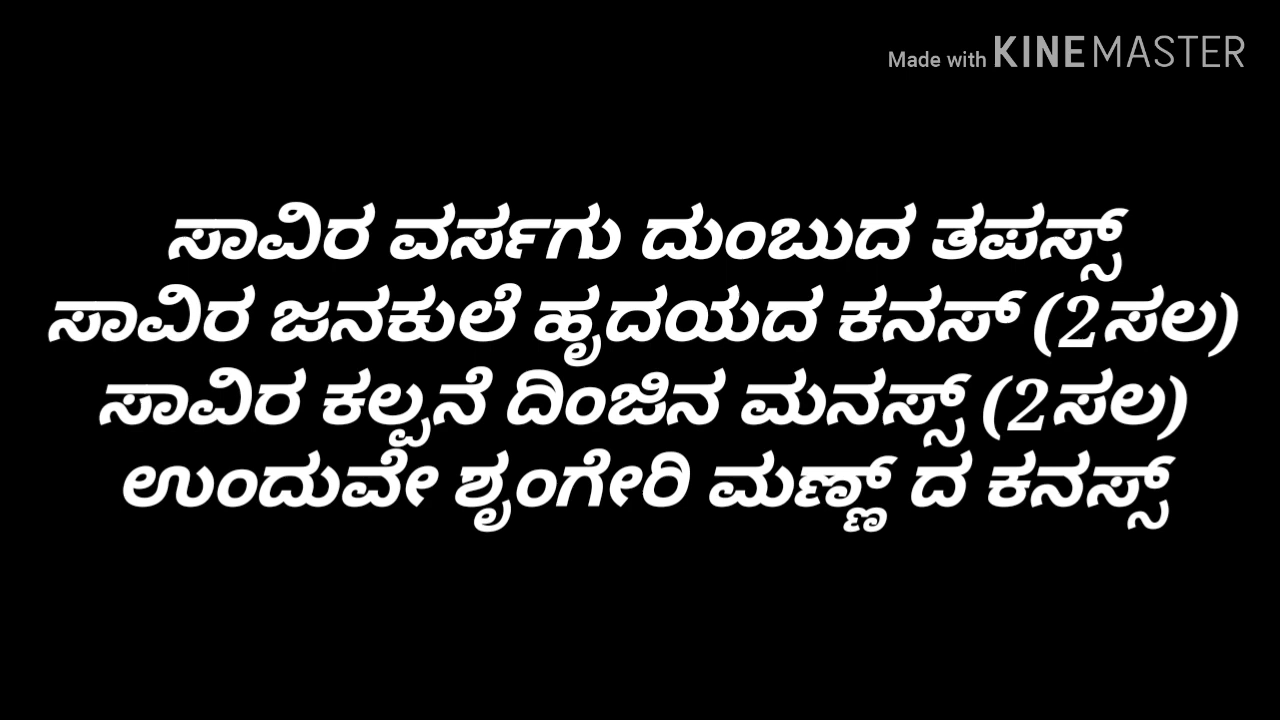 Made with KINEMASTER
ಸಾವಿರ ವರ್ಸಗು ದುಂಬುದ ತಪಸ್ಸ್
ಸಾವಿರ ಜನಕುಲೆ ಹೃದಯದ ಕನಸ್ (2ಸಲ)
ಸಾವಿರ ಕಲ್ಪನೆ ದಿಂಜಿನ ಮನಸ್ಸ್ (2ಸಲ)
ಉಂದುವೇ ಶೃಂಗೇರಿ ಮಣ್ಣ್ ದ ಕನಸ್ಸ್